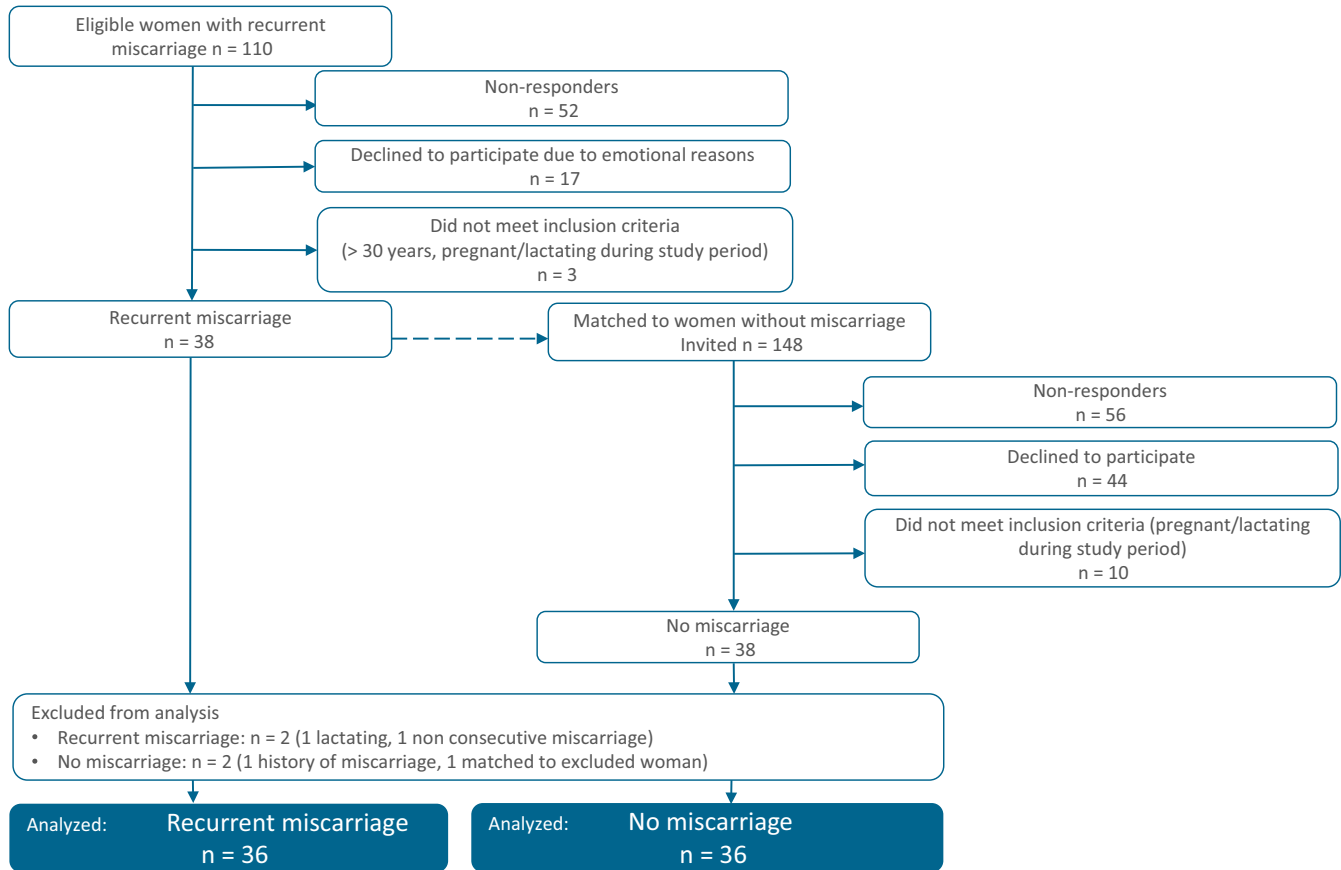 Eligible women with recurrent
miscarriage n = 110
Non-responders
n = 52
Declined to participate due to emotional reasons
n = 17
Did not meet inclusion criteria
(> 30 years, pregnant/lactating during study period)
n = 3
Recurrent miscarriage
n = 38
Matched to women without miscarriage
Invited n = 148
Non-responders
n = 56
Declined to participate
n = 44
Did not meet inclusion criteria (pregnant/lactating
during study period)
n = 10
No miscarriage
n = 38
Excluded from analysis
• Recurrent miscarriage: n = 2 (1 lactating, 1 non consecutive miscarriage)
• No miscarriage: n = 2 (1 history of miscarriage, 1 matched to excluded woman)
Analyzed: Recurrent miscarriage
n = 36
Analyzed: No miscarriage
n = 36